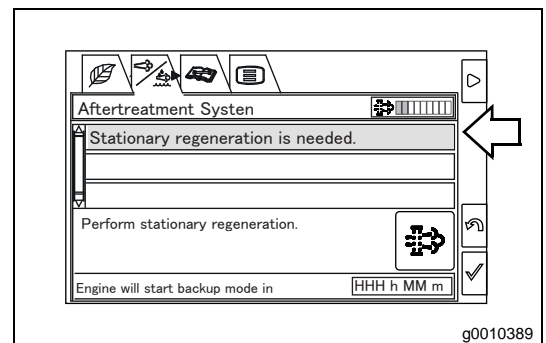 Aftertreatment Systen
Stationary regeneration is needed.
Perform stationary regeneration.
Engine will start backup mode in HHH h MM m
g0010389